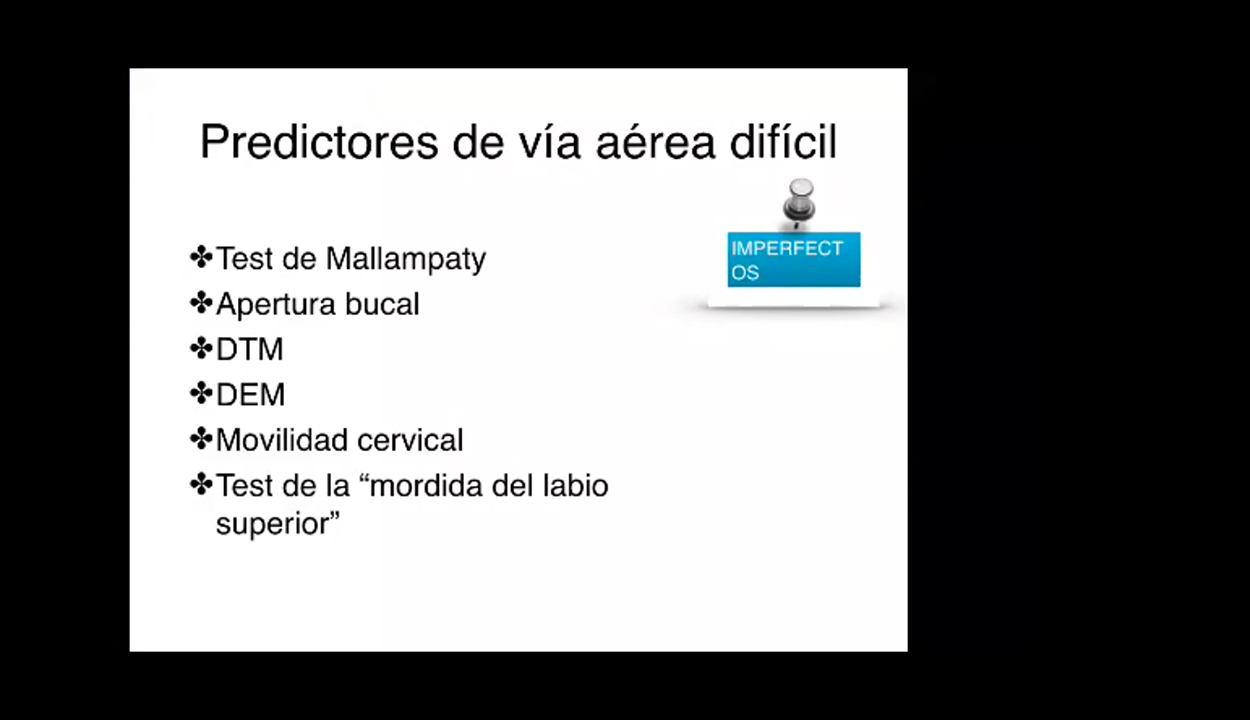 Predictores de vía aérea difícil
IMPERFECT
OS
✤Test de Mallampaty
✤Apertura bucal
✤DTM
✤DEM
✤Movilidad cervical
✤Test de la “mordida del labio
superior”